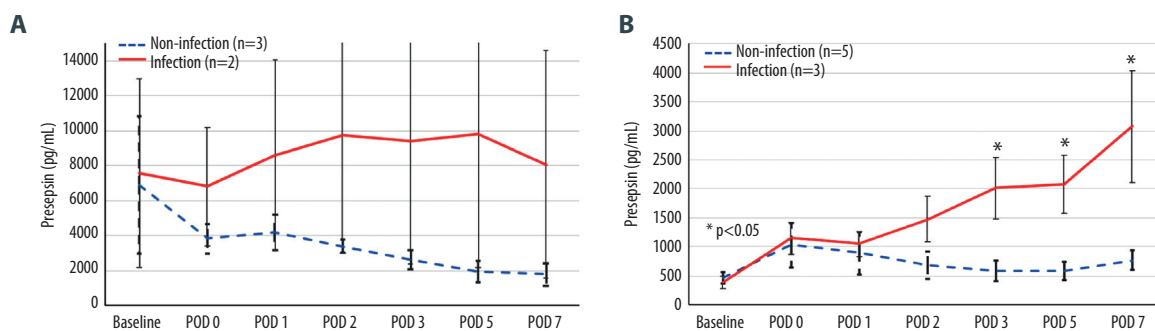 A
Non-infection (n=3)
Infection (n=2)
14000
12000
10000
8000
6000
4000
2000
0
Presepsin (pg/mL)
Baseline POD 0 POD 1 POD 2 POD 3 POD 5 POD 7
B
Non-infection (n=5)
Infection (n=3)
4500
4000
3500
3000
2500
2000
1500
1000
500
0
Presepsin (pg/mL)
*
*
*
* p<0.05
Baseline POD 0 POD 1 POD 2 POD 3 POD 5 POD 7